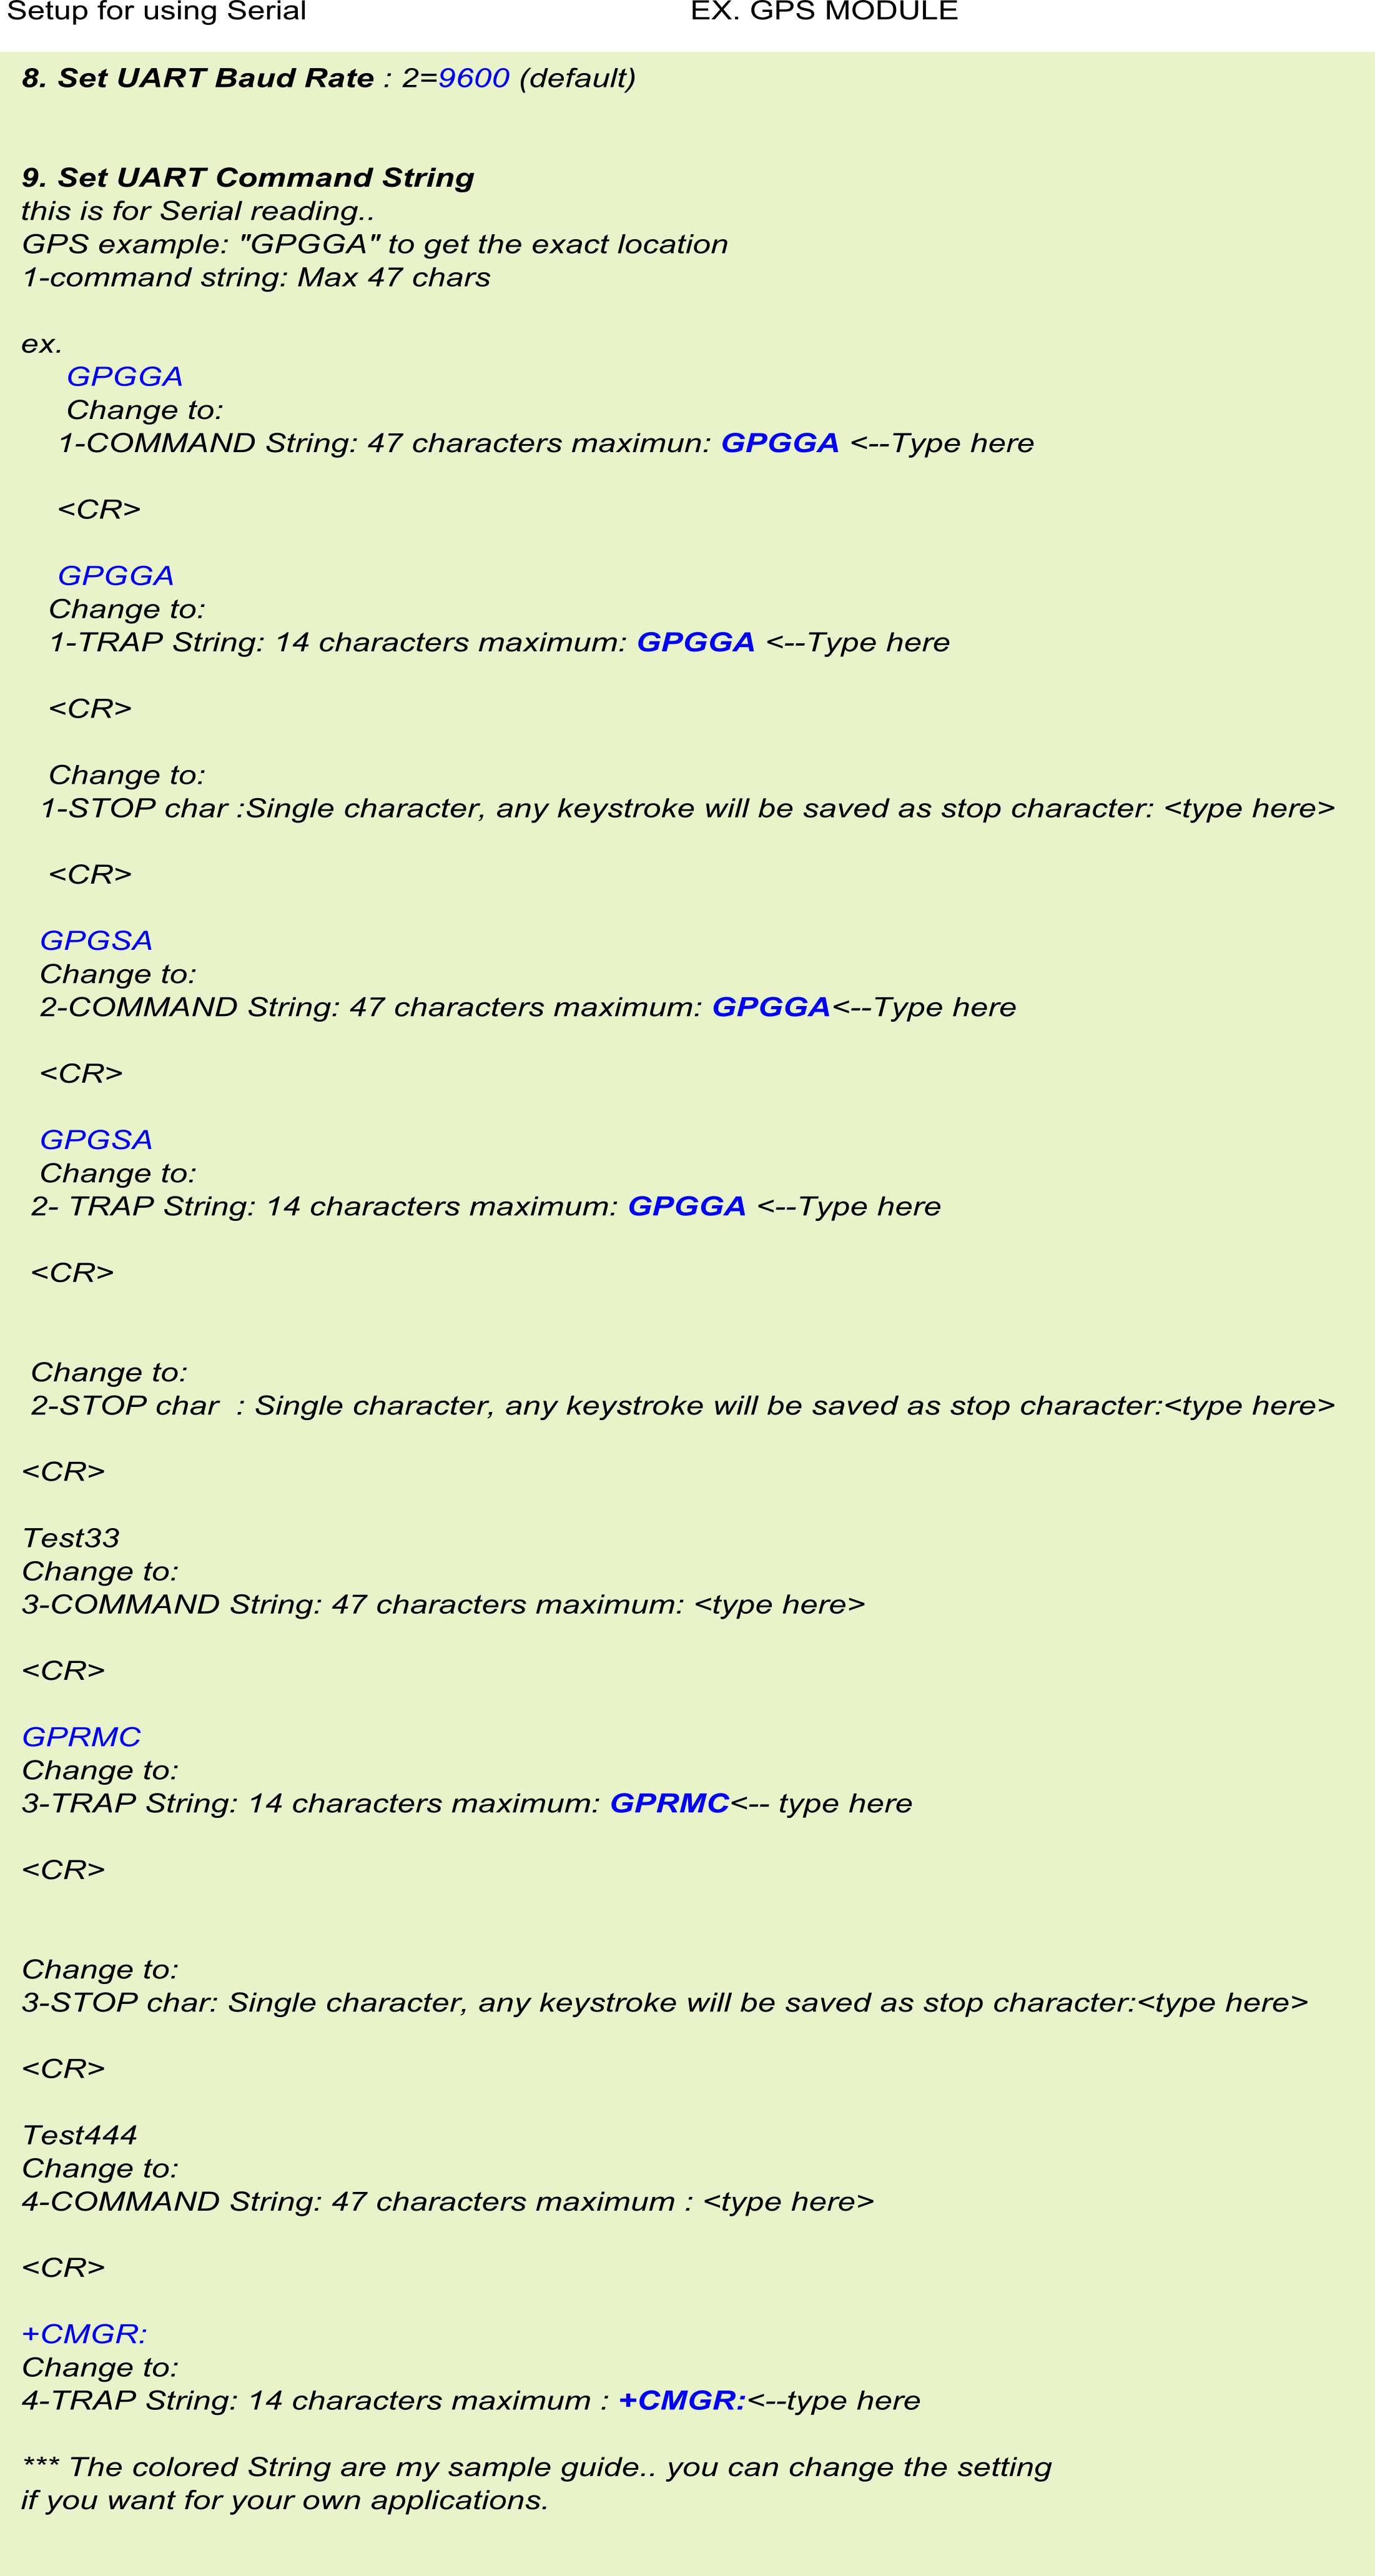 Setup for using Serial EX. GPS MODULE
8. Set UART Baud Rate : 2=9600 (default)
9. Set UART Command String
this is for Serial reading..
GPS example: "GPGGA" to get the exact location
1-command string: Max 47 chars
ex.
GPGGA
Change to:
1-COMMAND String: 47 characters maximun: GPGGA <--Type here
<CR>
GPGGA
Change to:
1-TRAP String: 14 characters maximum: GPGGA <--Type here
<CR>
Change to:
1-STOP char :Single character, any keystroke will be saved as stop character: <type here>
<CR>
GPGSA
Change to:
2-COMMAND String: 47 characters maximum: GPGGA<--Type here
<CR>
GPGSA
Change to:
2- TRAP String: 14 characters maximum: GPGGA <--Type here
<CR>
Change to:
2-STOP char : Single character, any keystroke will be saved as stop character:<type here>
<CR>
Test33
Change to:
3-COMMAND String: 47 characters maximum: <type here>
<CR>
GPRMC
Change to:
3-TRAP String: 14 characters maximum: GPRMC<-- type here
<CR>
Change to:
3-STOP char: Single character, any keystroke will be saved as stop character:<type here>
<CR>
Test444
Change to:
4-COMMAND String: 47 characters maximum : <type here>
<CR>
+CMGR:
Change to:
4-TRAP String: 14 characters maximum : +CMGR:<--type here
*** The colored String are my sample guide.. you can change the setting
if you want for your own applications.